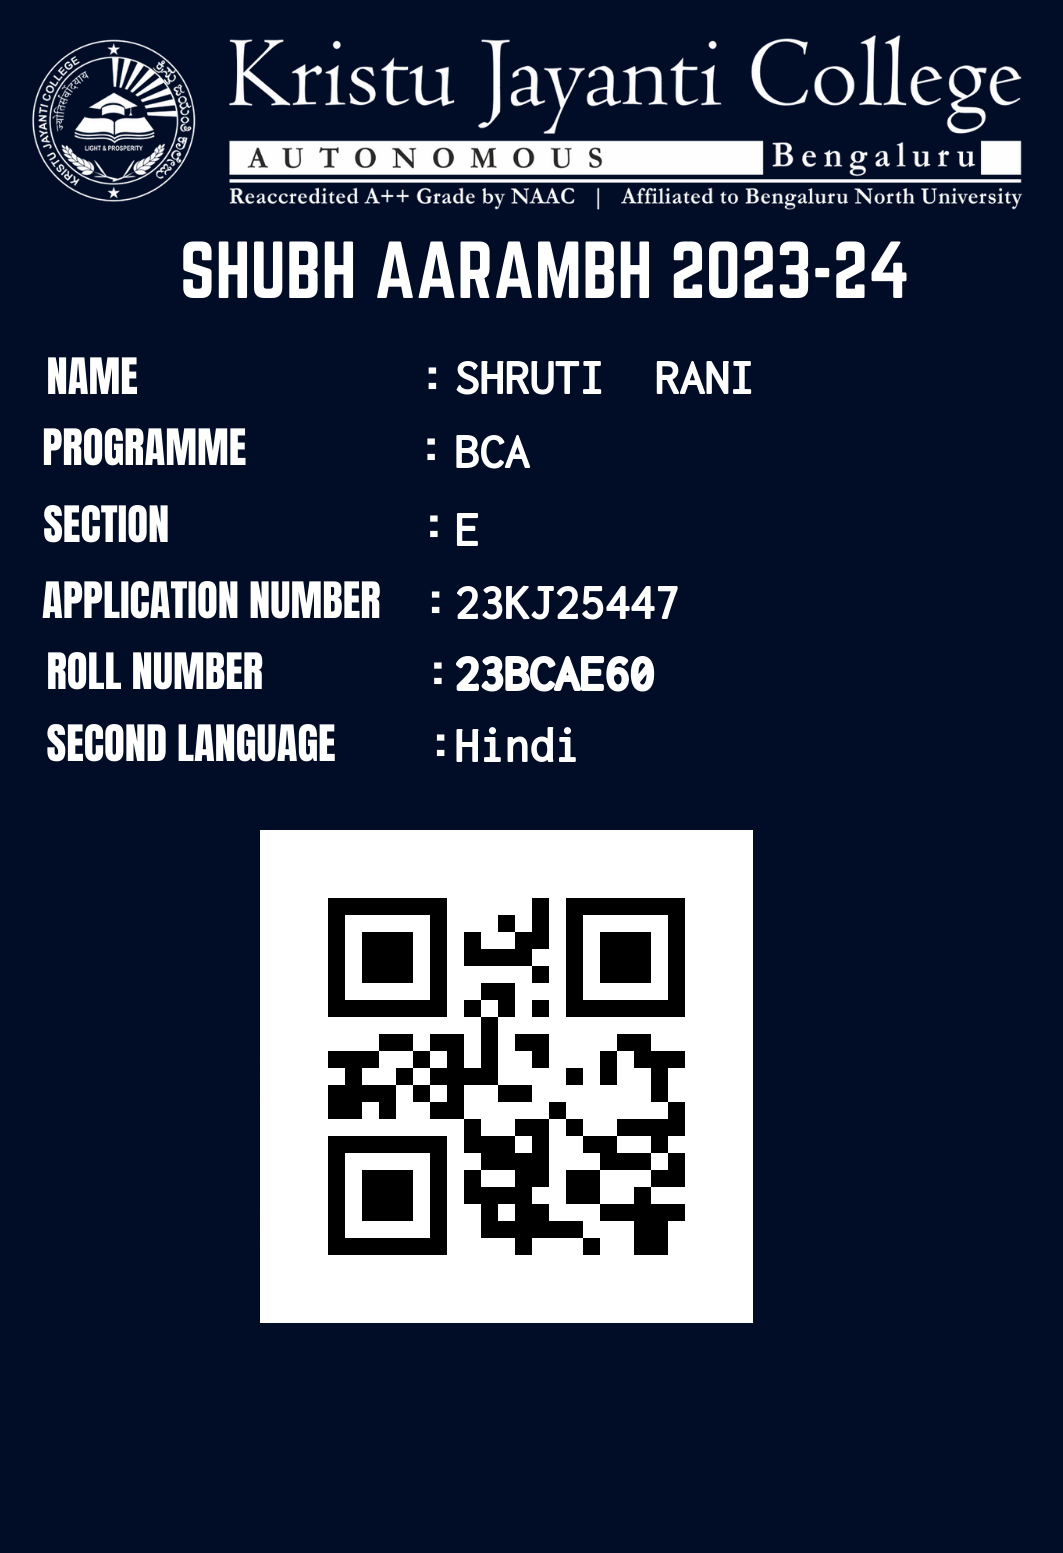 Kristu Jayanti College
AUTONOMOUS Bengaluru
Reaccredited A++ Grade by NAAC | Affiliated to Bengaluru North University
KRISTU JAYANTI COLLEGE
LIGHT & PROSPERITY
SHUBH AARAMBH 2023-24
NAME : SHRUTI RANI
PROGRAMME : BCA
SECTION : E
APPLICATION NUMBER : 23KJ25447
ROLL NUMBER : 23BCAE60
SECOND LANGUAGE : Hindi